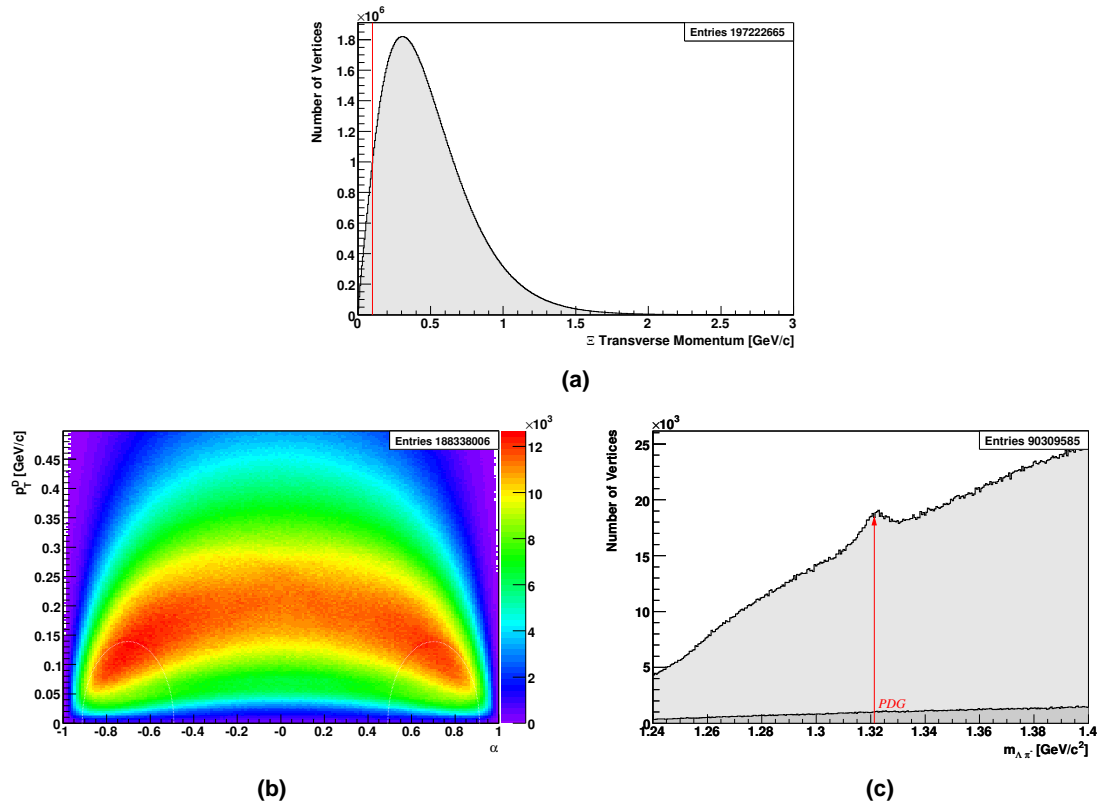 ×10⁶
Entries 197222665
Number of Vertices
1.8
1.6
1.4
1.2
1
0.8
0.6
0.4
0.2
0
0 0.5 1 1.5 2 2.5 3
Ξ Transverse Momentum [GeV/c]
(a)
p_T^D [GeV/c]
Entries 188338006
×10³
0.45
0.4
0.35
0.3
0.25
0.2
0.15
0.1
0.05
0
-1 -0.8 -0.6 -0.4 -0.2 -0 0.2 0.4 0.6 0.8 1
α
12
10
8
6
4
2
0
(b)
×10³
Entries 90309585
Number of Vertices
25
20
15
10
5
0
PDG
1.24 1.26 1.28 1.3 1.32 1.34 1.36 1.38 1.4
m_{Λ π⁻} [GeV/c²]
(c)